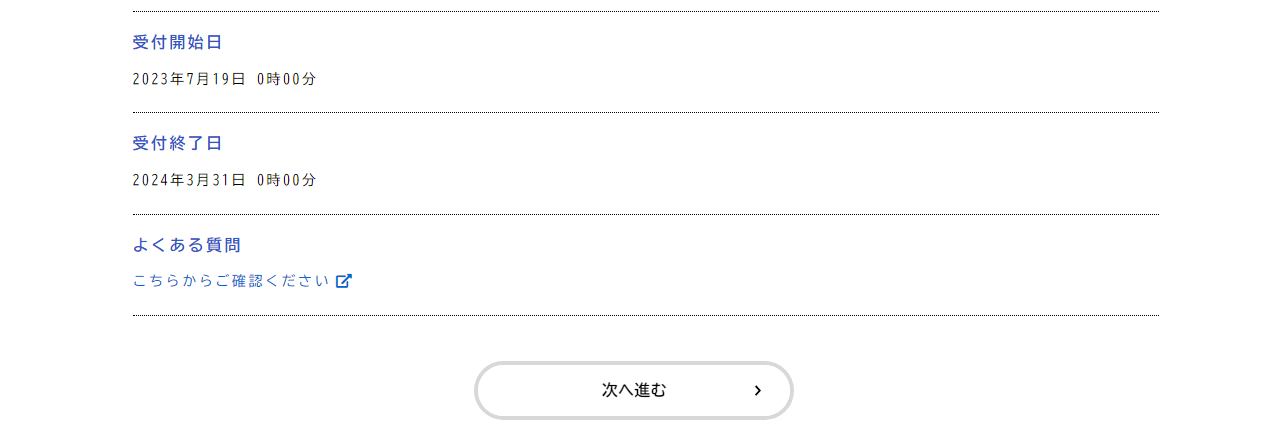 受付開始日
2023年7月19日 0時00分
受付終了日
2024年3月31日 0時00分
よくある質問
こちらからご確認ください
次へ進む